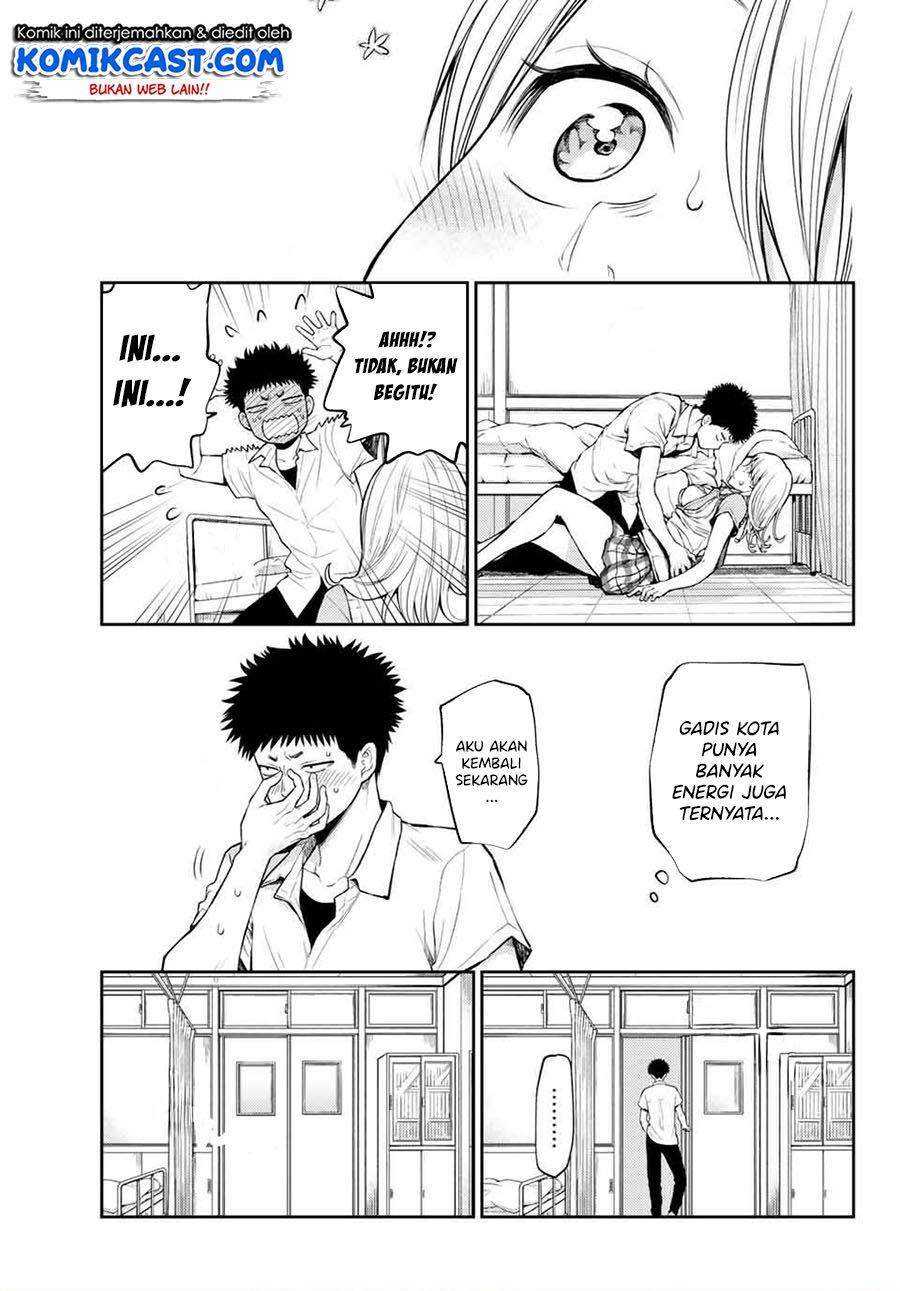 Komik ini diterjemahkan & diedit oleh
KOMIKCAST.COM
BUKAN WEB LAIN!!
AHHH!?
TIDAK, BUKAN
BEGITU!
INI...
INI...!
GADIS KOTA
PUNYA
BANYAK
ENERGI JUGA
TERNYATA...
AKU AKAN
KEMBALI
SEKARANG
...
.........